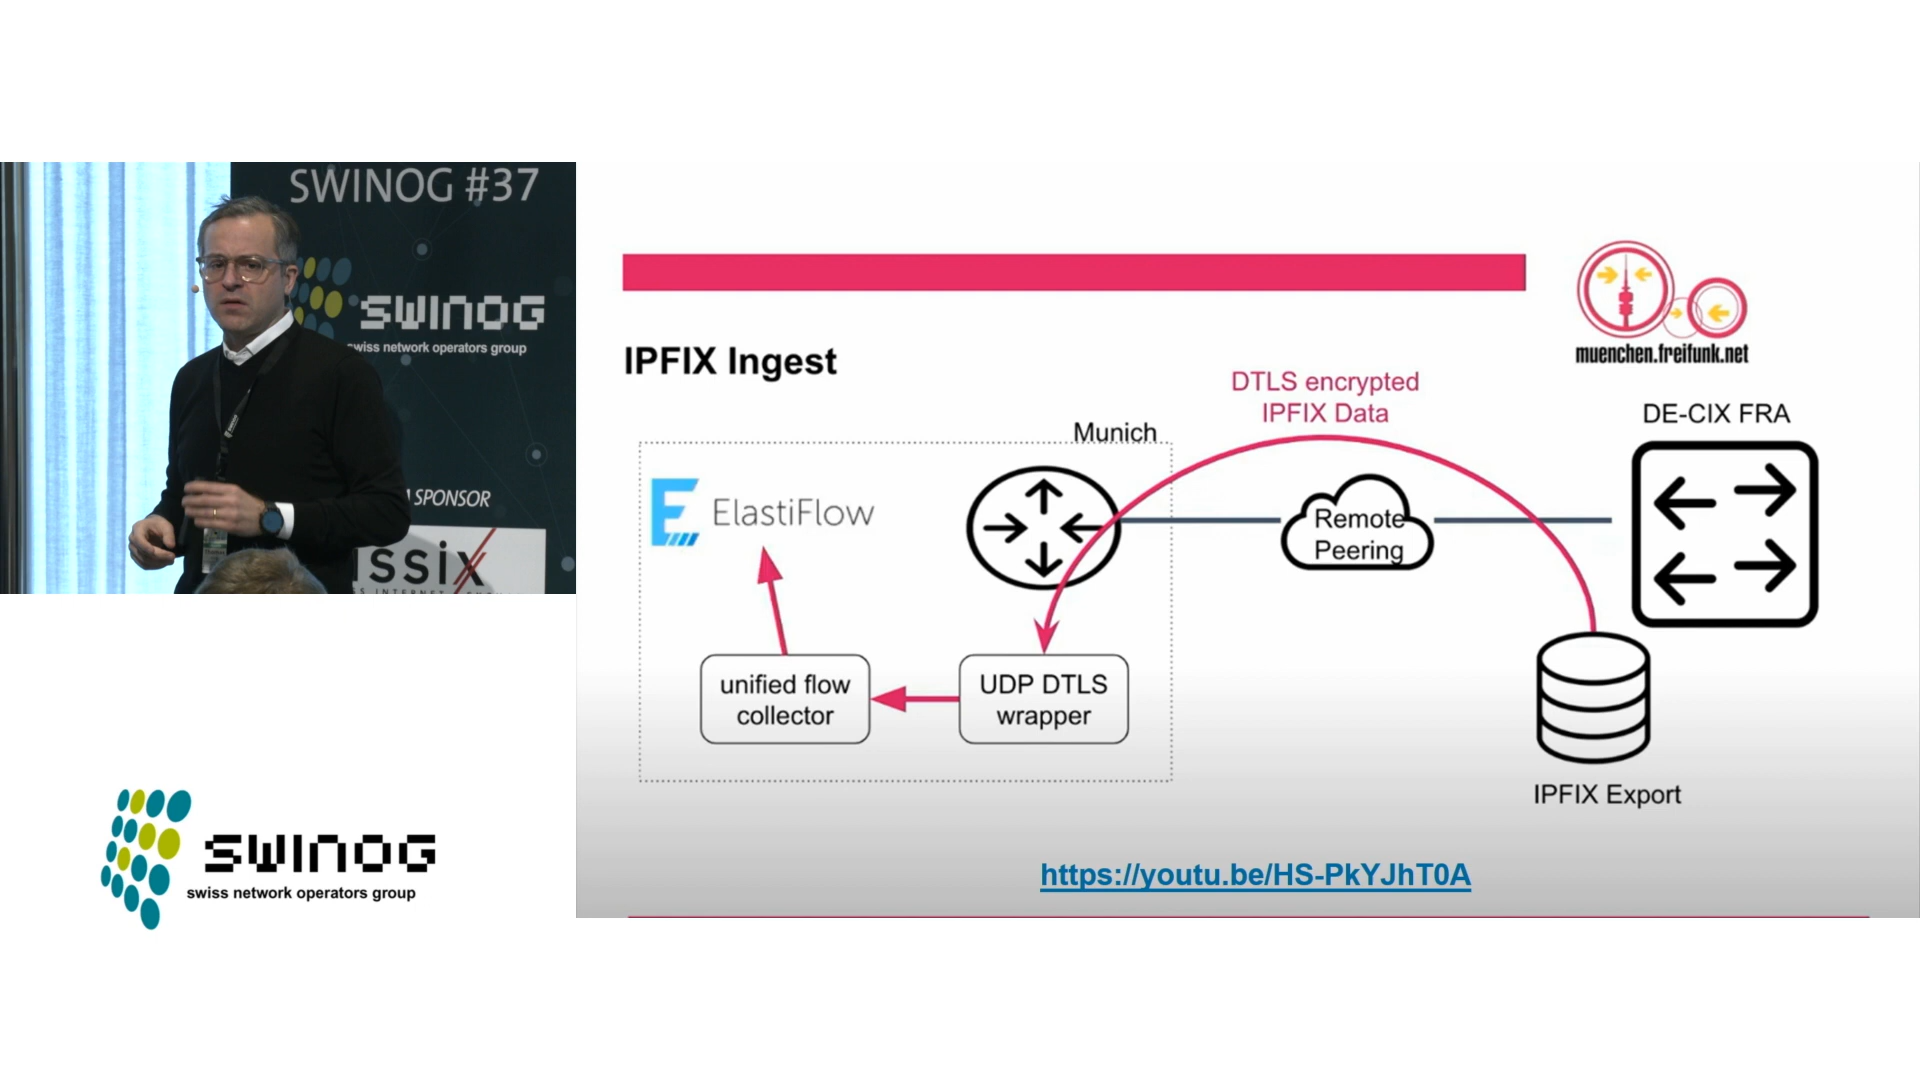 SWINOG #37
SWINOG
swiss network operators group
SPONSOR
SWINOG
swiss network operators group
muenchen.freifunk.net
IPFIX Ingest
DTLS encrypted
IPFIX Data
DE-CIX FRA
Munich
ElastiFlow
Remote
Peering
unified flow
collector
UDP DTLS
wrapper
IPFIX Export
https://youtu.be/HS-PkYJhT0A